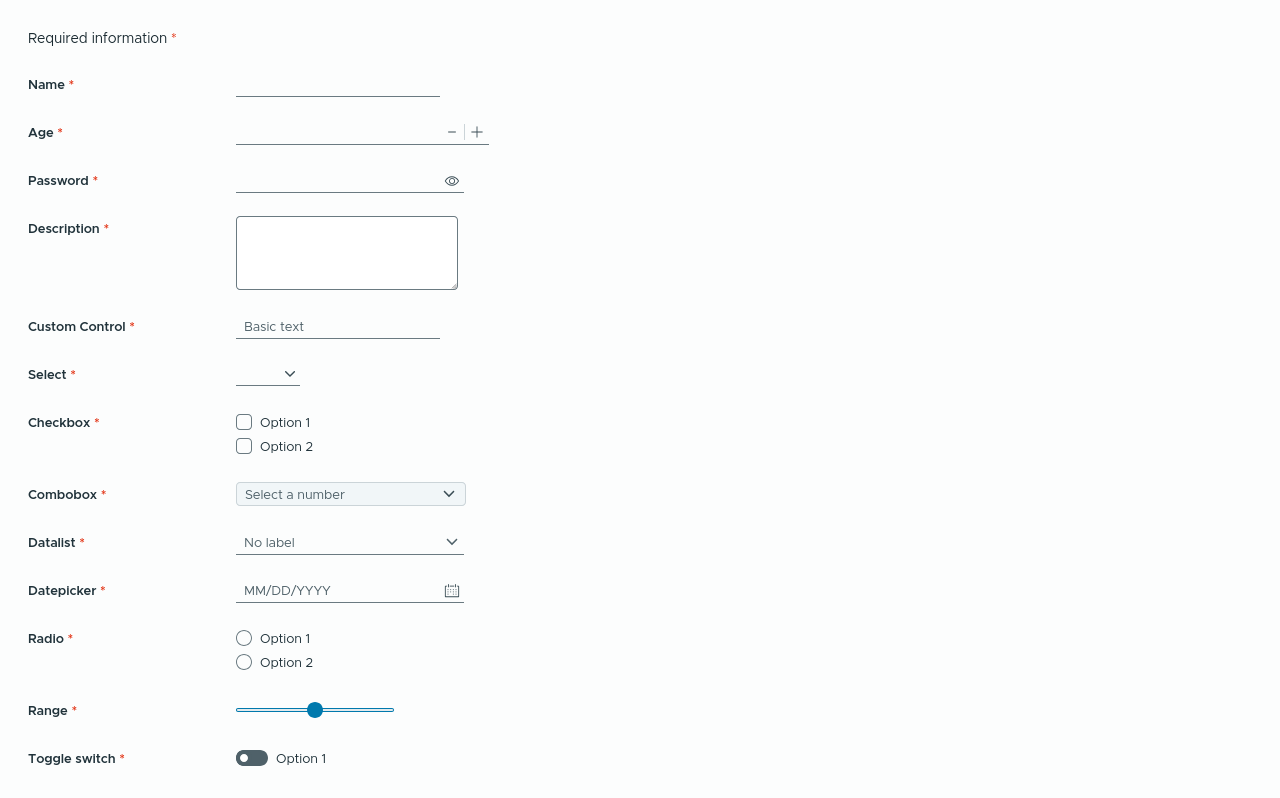 Required information *
Name *
Age *
Password *
Description *
Custom Control * Basic text
Select *
Checkbox * Option 1
Option 2
Combobox * Select a number
Datalist * No label
Datepicker * MM/DD/YYYY
Radio * Option 1
Option 2
Range *
Toggle switch * Option 1